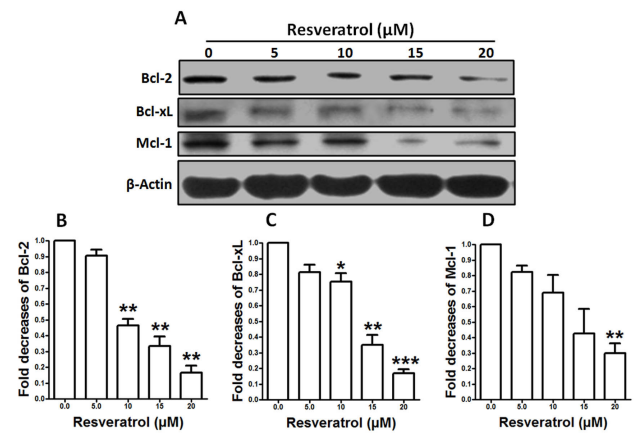 A
Resveratrol (µM)
0 5 10 15 20
Bcl-2
Bcl-xL
Mcl-1
β-Actin
B
Fold decreases of Bcl-2
1.0
0.9
0.8
0.7
0.6
0.5
0.4
0.3
0.2
0.1
0.0
** ** **
0.0 5.0 10 15 20
Resveratrol (µM)
C
Fold decreases of Bcl-xL
1.0
0.9
0.8
0.7
0.6
0.5
0.4
0.3
0.2
0.1
0.0
* ** ***
0.0 5.0 10 15 20
Resveratrol (µM)
D
Fold decreases of Mcl-1
1.0
0.9
0.8
0.7
0.6
0.5
0.4
0.3
0.2
0.1
0.0
**
0.0 5.0 10 15 20
Resveratrol (µM)